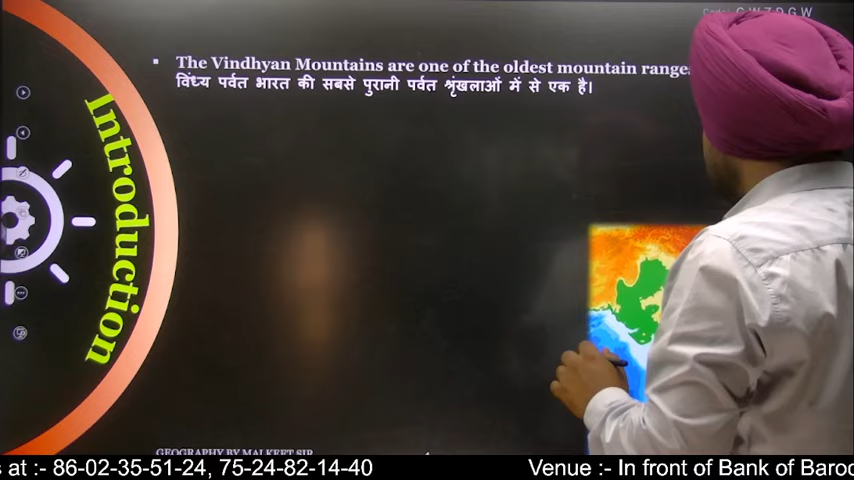 The Vindhyan Mountains are one of the oldest mountain range
विंध्य पर्वत भारत की सबसे पुरानी पर्वत श्रृंखलाओं में से एक है।
Introduction
GEOGRAPHY BY MALKEET SIR
s at :- 86-02-35-51-24, 75-24-82-14-40
Venue :- In front of Bank of Baroo